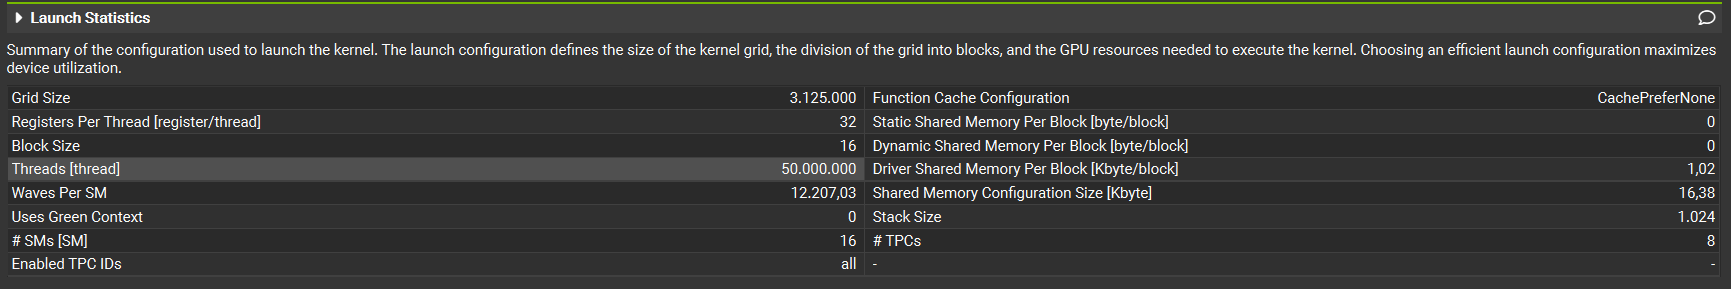 Launch Statistics
Summary of the configuration used to launch the kernel. The launch configuration defines the size of the kernel grid, the division of the grid into blocks, and the GPU resources needed to execute the kernel. Choosing an efficient launch configuration maximizes
device utilization.
Grid Size 3.125.000 Function Cache Configuration CachePreferNone
Registers Per Thread [register/thread] 32 Static Shared Memory Per Block [byte/block] 0
Block Size 16 Dynamic Shared Memory Per Block [byte/block] 0
Threads [thread] 50.000.000 Driver Shared Memory Per Block [Kbyte/block] 1,02
Waves Per SM 12.207,03 Shared Memory Configuration Size [Kbyte] 16,38
Uses Green Context 0 Stack Size 1.024
# SMs [SM] 16 # TPCs 8
Enabled TPC IDs all - -